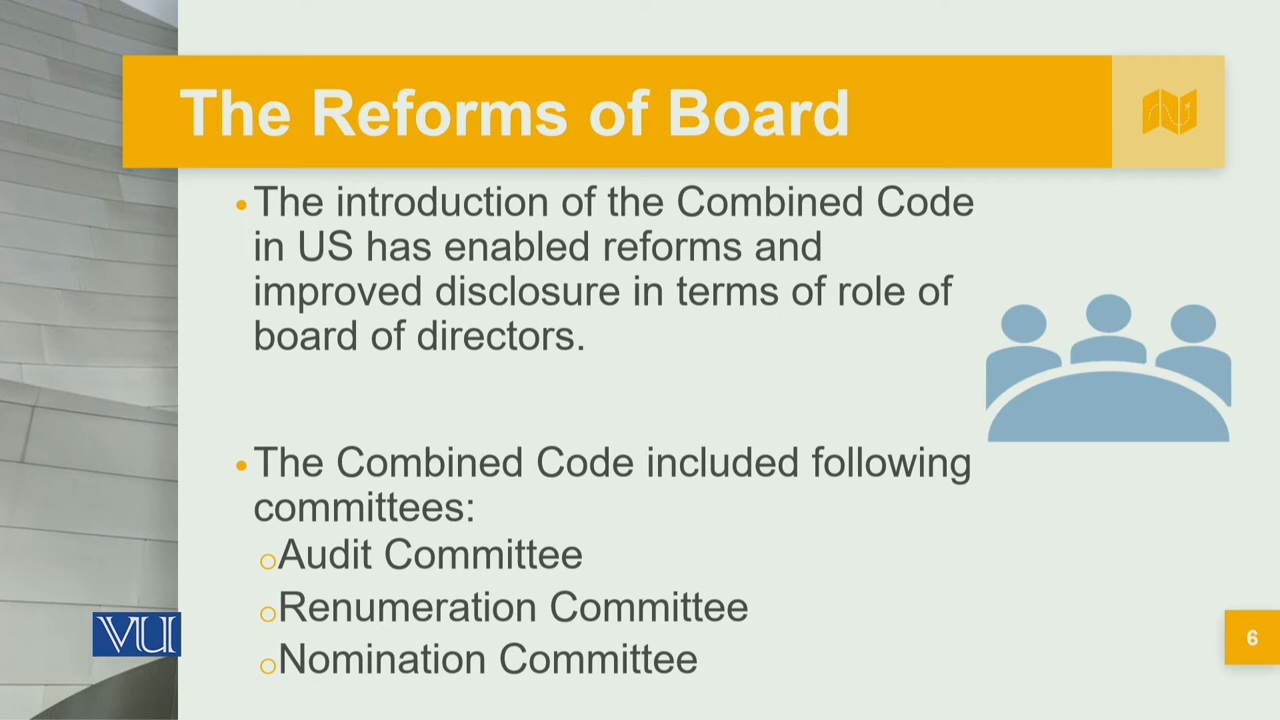 The Reforms of Board
• The introduction of the Combined Code
in US has enabled reforms and
improved disclosure in terms of role of
board of directors.
• The Combined Code included following
committees:
o Audit Committee
o Renumeration Committee
o Nomination Committee
VU
6